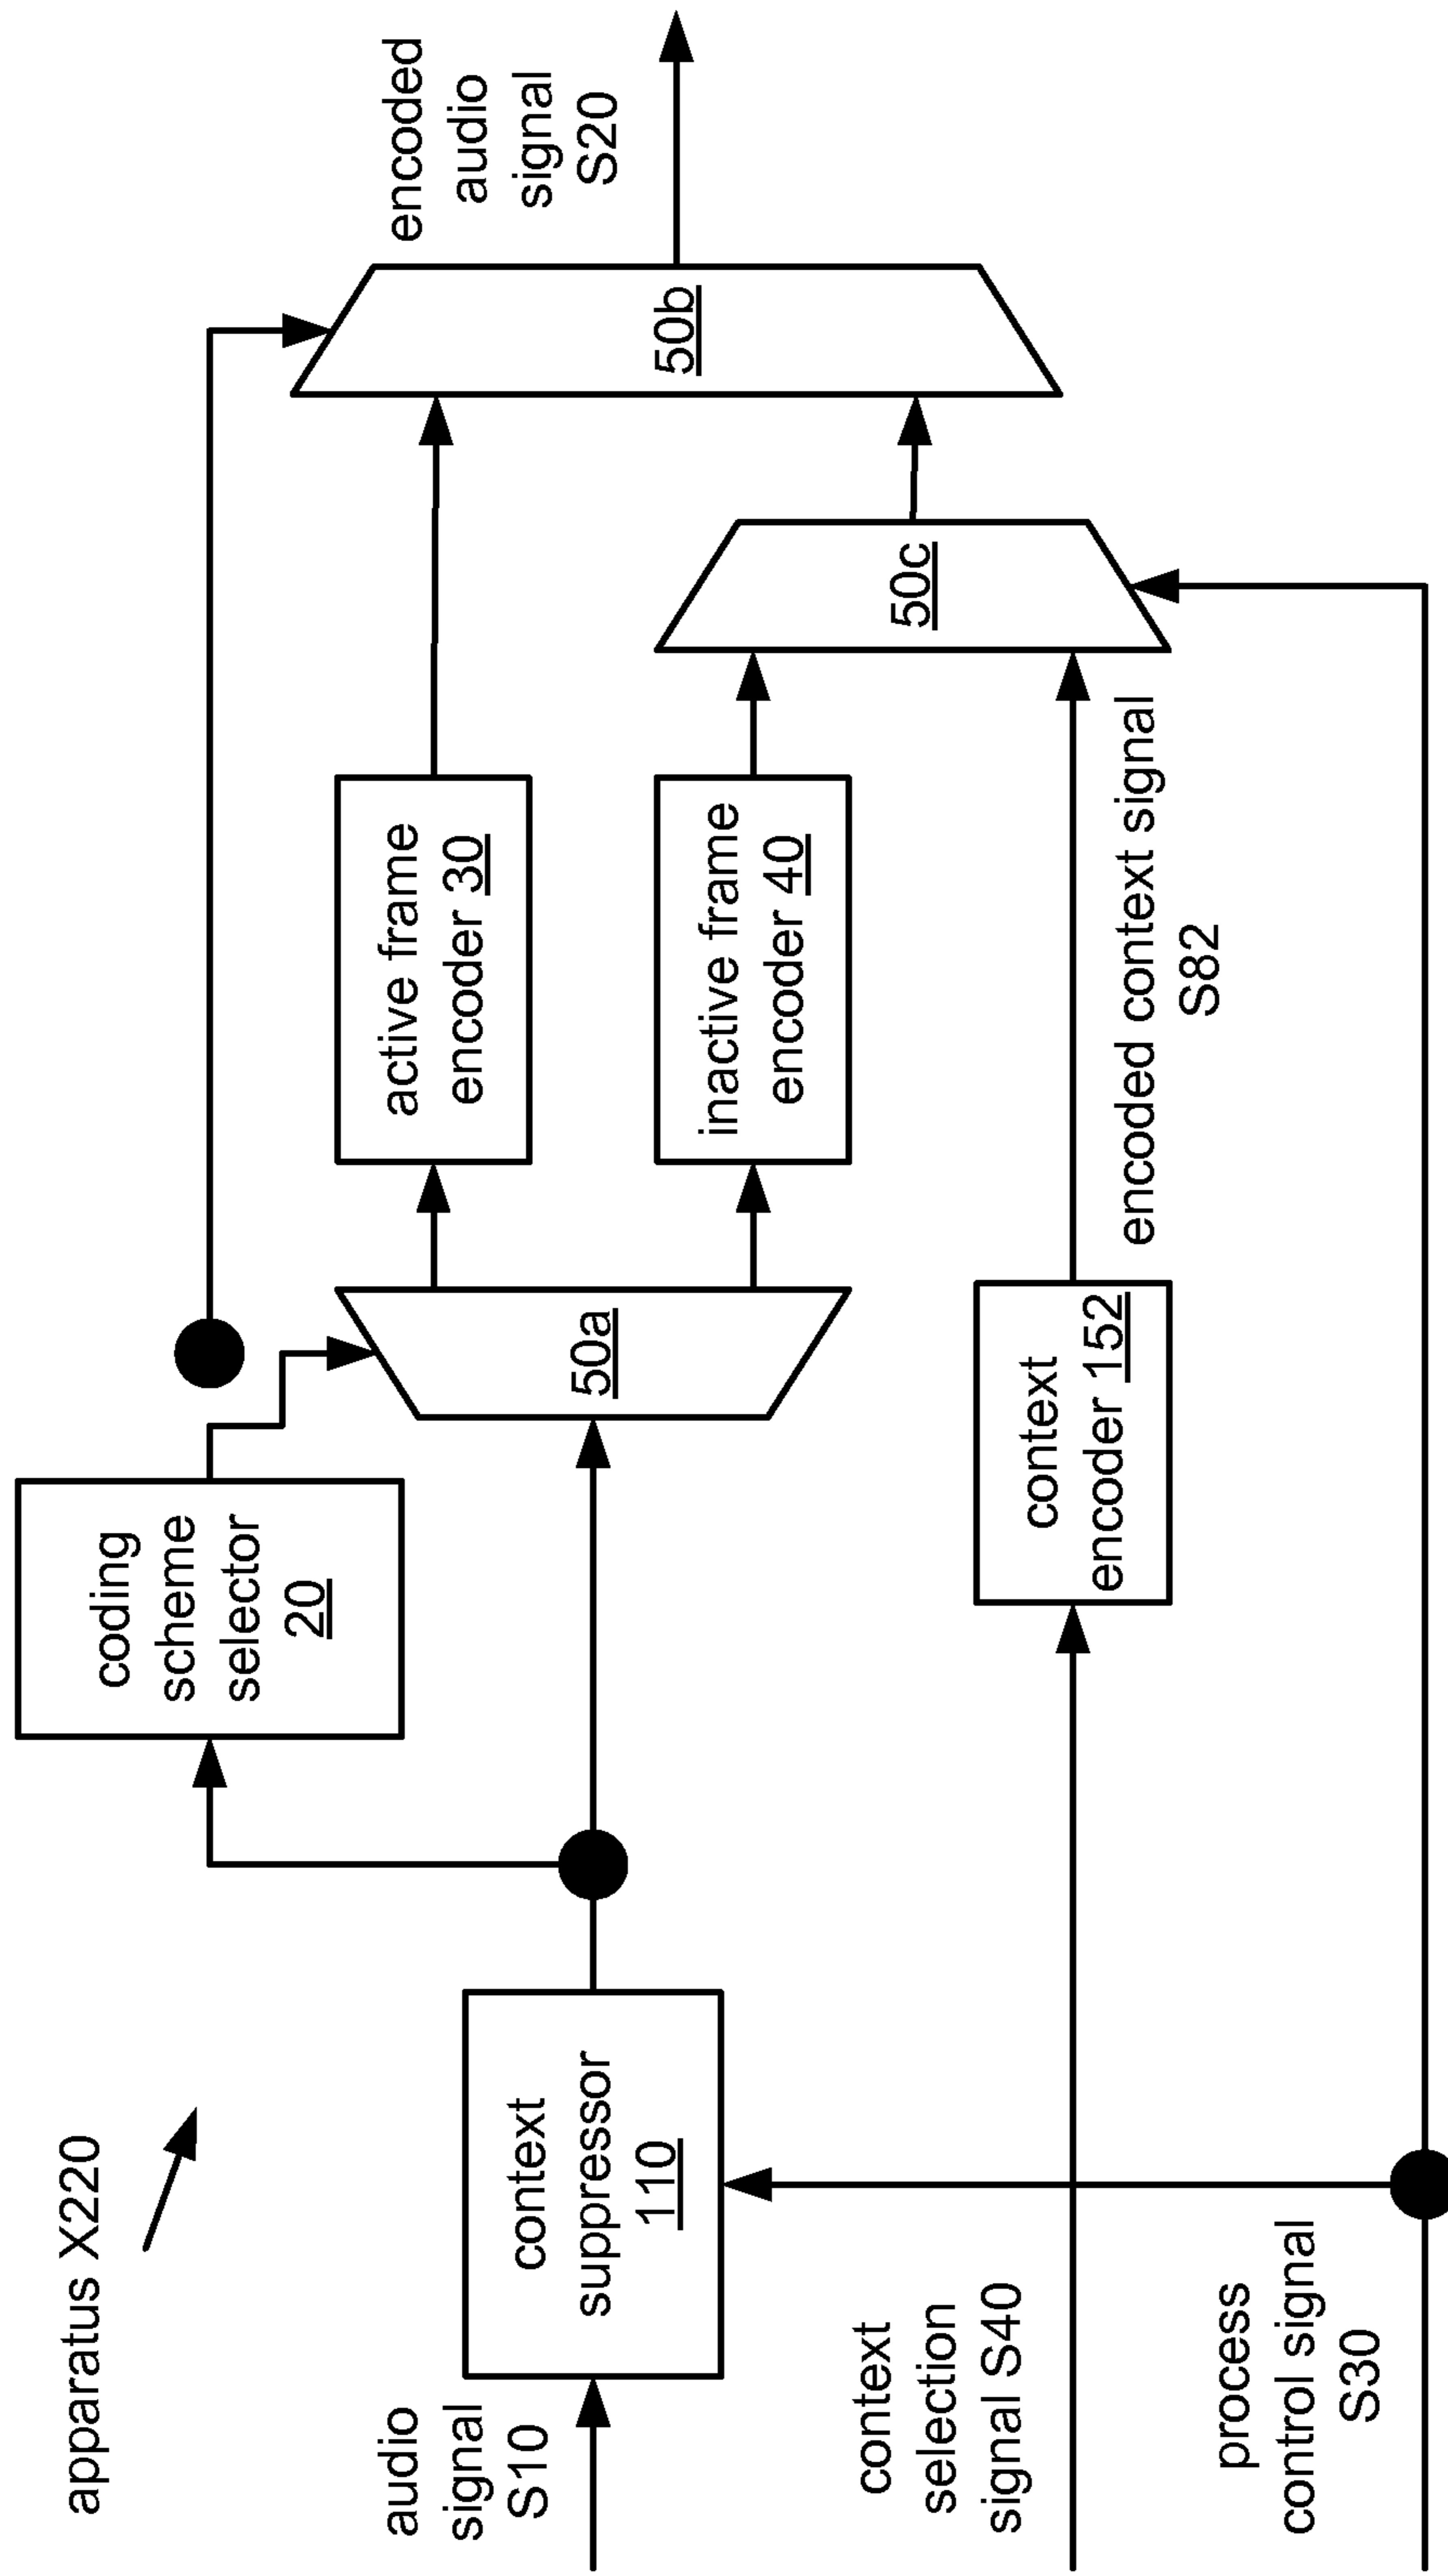 apparatus X220
coding
scheme
selector
20
encoded
audio
signal
S20
audio
signal
S10
context
suppressor
110
50a
active frame
encoder 30
inactive frame
encoder 40
50b
50c
context
selection
signal S40
context
encoder 152
encoded context signal
S82
process
control signal
S30